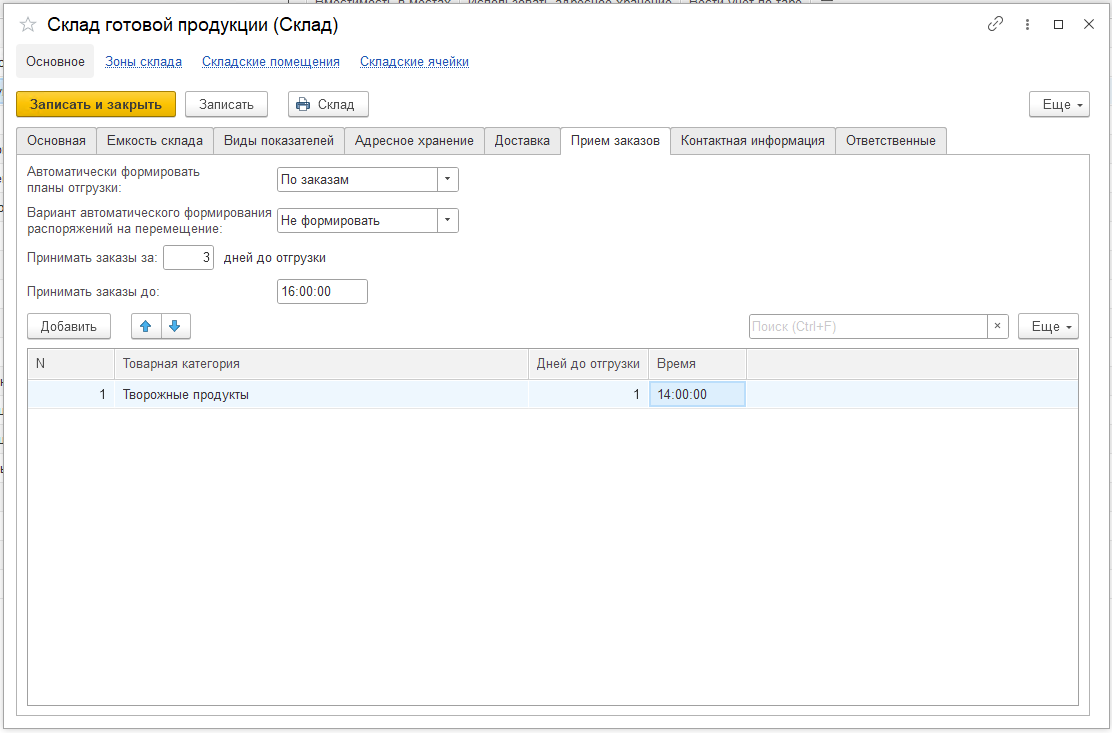 Склад готовой продукции (Склад)
Основное Зоны склада Складские помещения Складские ячейки
Записать и закрыть Записать Склад Еще
Основная Емкость склада Виды показателей Адресное хранение Доставка Прием заказов Контактная информация Ответственные
Автоматически формировать
планы отгрузки:
По заказам
Вариант автоматического формирования
распоряжений на перемещение:
Не формировать
Принимать заказы за: 3 дней до отгрузки
Принимать заказы до: 16:00:00
Добавить Поиск (Ctrl+F) × Еще
N Товарная категория Дней до отгрузки Время
1 Творожные продукты 1 14:00:00